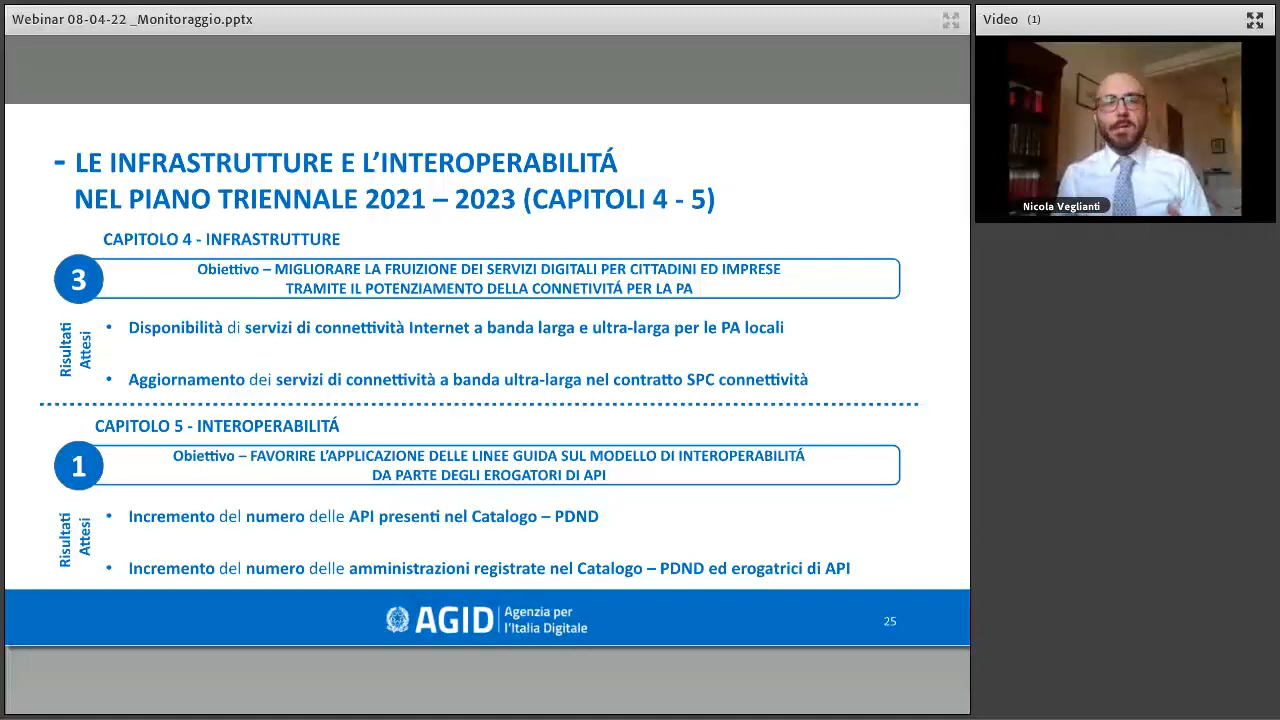 Webinar 08-04-22 _Monitoraggio.pptx
Video (1)
Nicola Veglianti
- LE INFRASTRUTTURE E L’INTEROPERABILITÁ
NEL PIANO TRIENNALE 2021 – 2023 (CAPITOLI 4 - 5)
CAPITOLO 4 - INFRASTRUTTURE
3
Obiettivo – MIGLIORARE LA FRUIZIONE DEI SERVIZI DIGITALI PER CITTADINI ED IMPRESE
TRAMITE IL POTENZIAMENTO DELLA CONNETIVITÁ PER LA PA
Risultati
Attesi
• Disponibilità di servizi di connettività Internet a banda larga e ultra-larga per le PA locali
• Aggiornamento dei servizi di connettività a banda ultra-larga nel contratto SPC connettività
CAPITOLO 5 - INTEROPERABILITÁ
1
Obiettivo – FAVORIRE L’APPLICAZIONE DELLE LINEE GUIDA SUL MODELLO DI INTEROPERABILITÁ
DA PARTE DEGLI EROGATORI DI API
Risultati
Attesi
• Incremento del numero delle API presenti nel Catalogo – PDND
• Incremento del numero delle amministrazioni registrate nel Catalogo – PDND ed erogatrici di API
AGID
Agenzia per
l’Italia Digitale
25